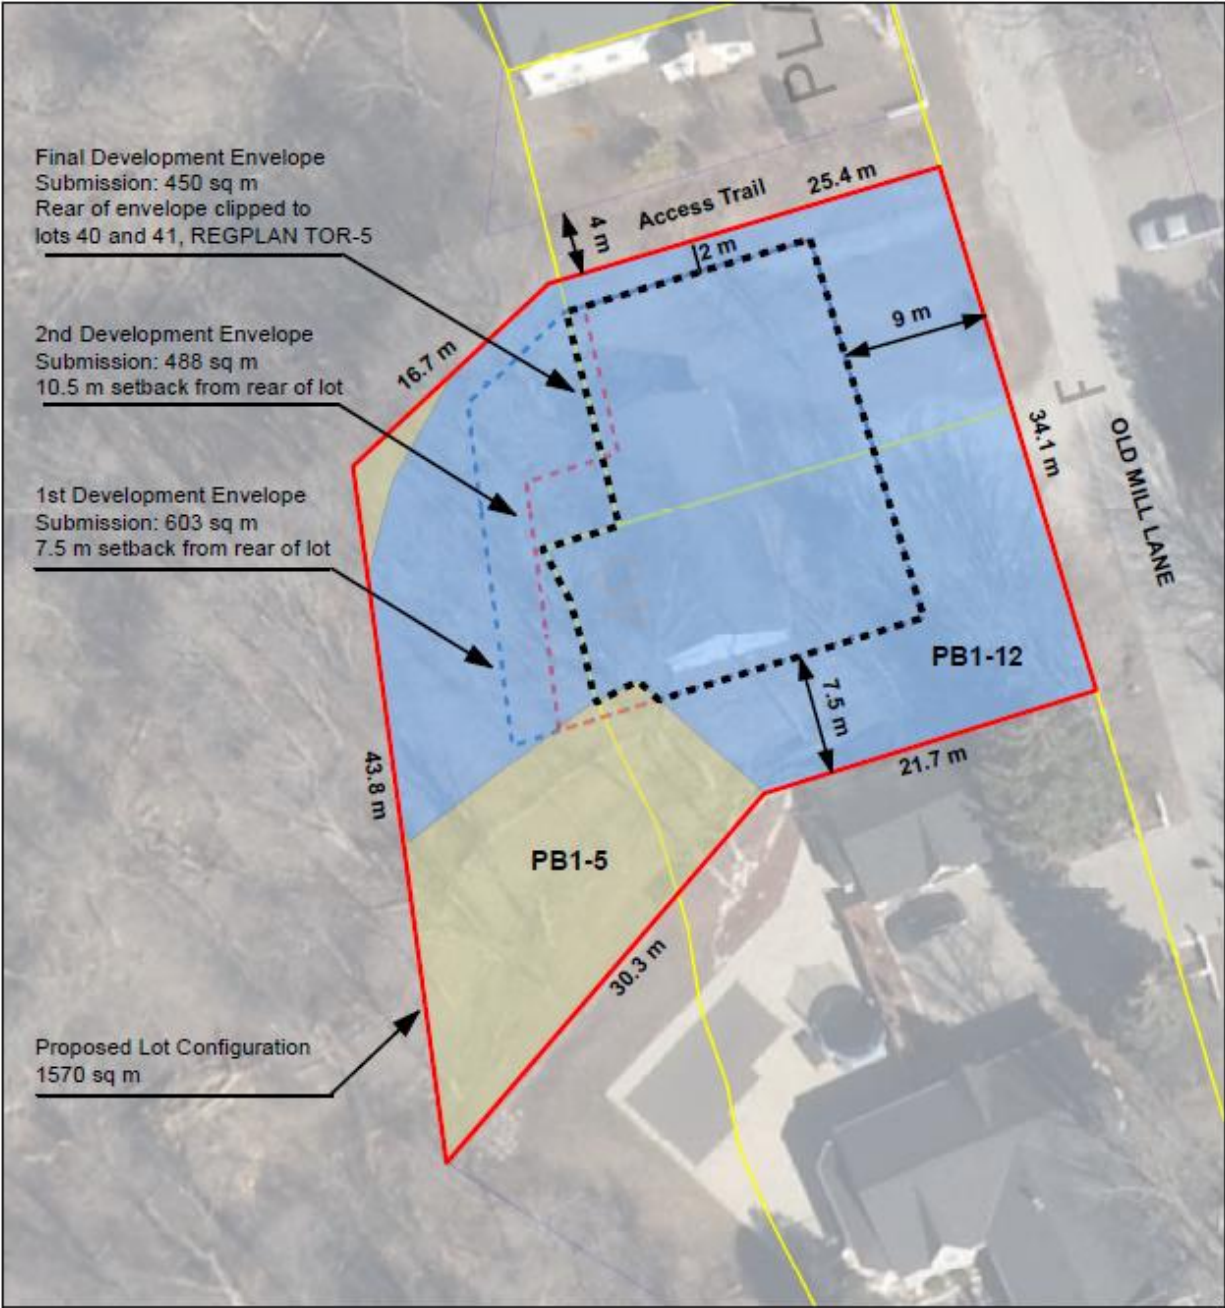 PLA
Final Development Envelope
Submission: 450 sq m
Rear of envelope clipped to
lots 40 and 41, REGPLAN TOR-5
Access Trail
25.4 m
4 m
2 m
2nd Development Envelope
Submission: 488 sq m
10.5 m setback from rear of lot
9 m
16.7 m
F
34.1 m
OLD MILL LANE
1st Development Envelope
Submission: 603 sq m
7.5 m setback from rear of lot
PB1-12
7.5 m
43.8 m
21.7 m
PB1-5
30.3 m
Proposed Lot Configuration
1570 sq m